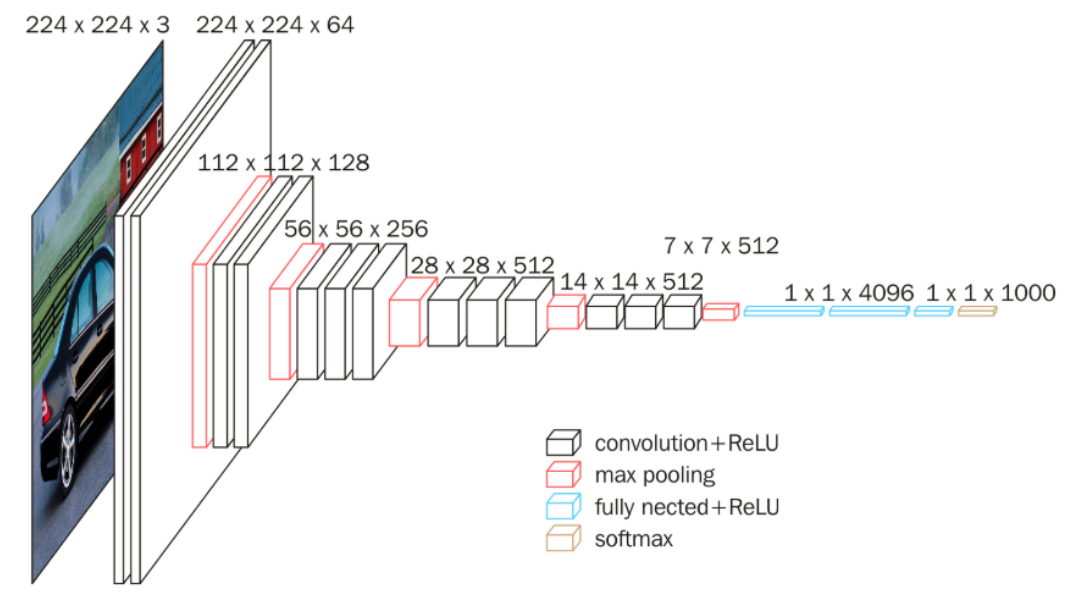 224 x 224 x 3
224 x 224 x 64
112 x 112 x 128
56 x 56 x 256
28 x 28 x 512
14 x 14 x 512
7 x 7 x 512
1 x 1 x 4096
1 x 1 x 1000
convolution+ReLU
max pooling
fully nected+ReLU
softmax